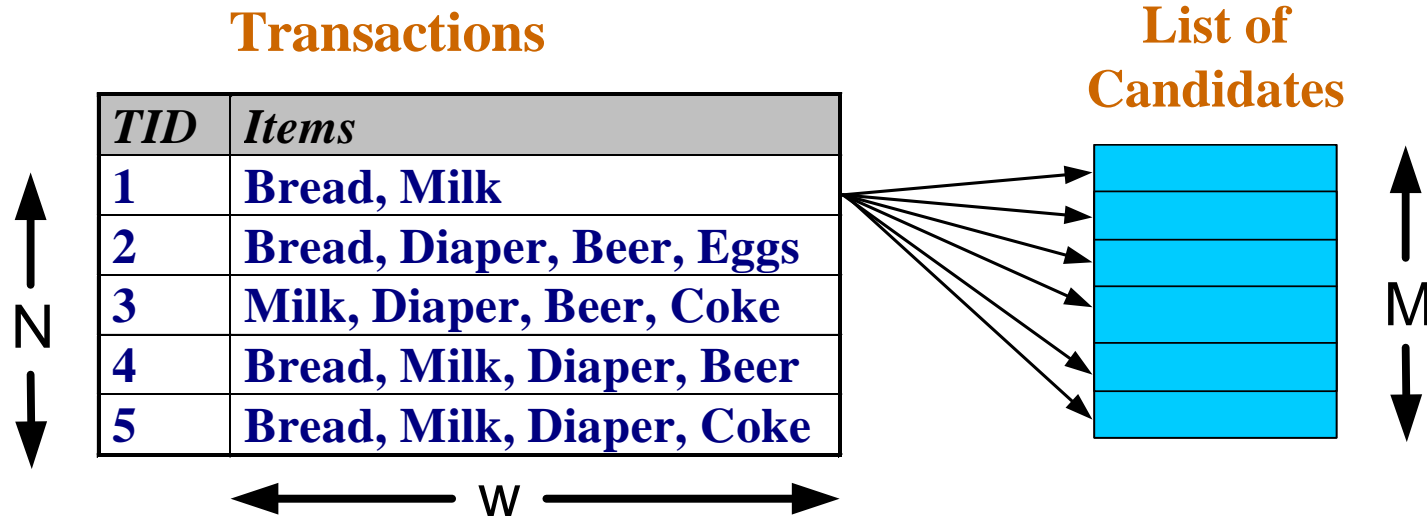 Transactions
List of
Candidates
TID Items
1 Bread, Milk
2 Bread, Diaper, Beer, Eggs
3 Milk, Diaper, Beer, Coke
4 Bread, Milk, Diaper, Beer
5 Bread, Milk, Diaper, Coke
N
M
w